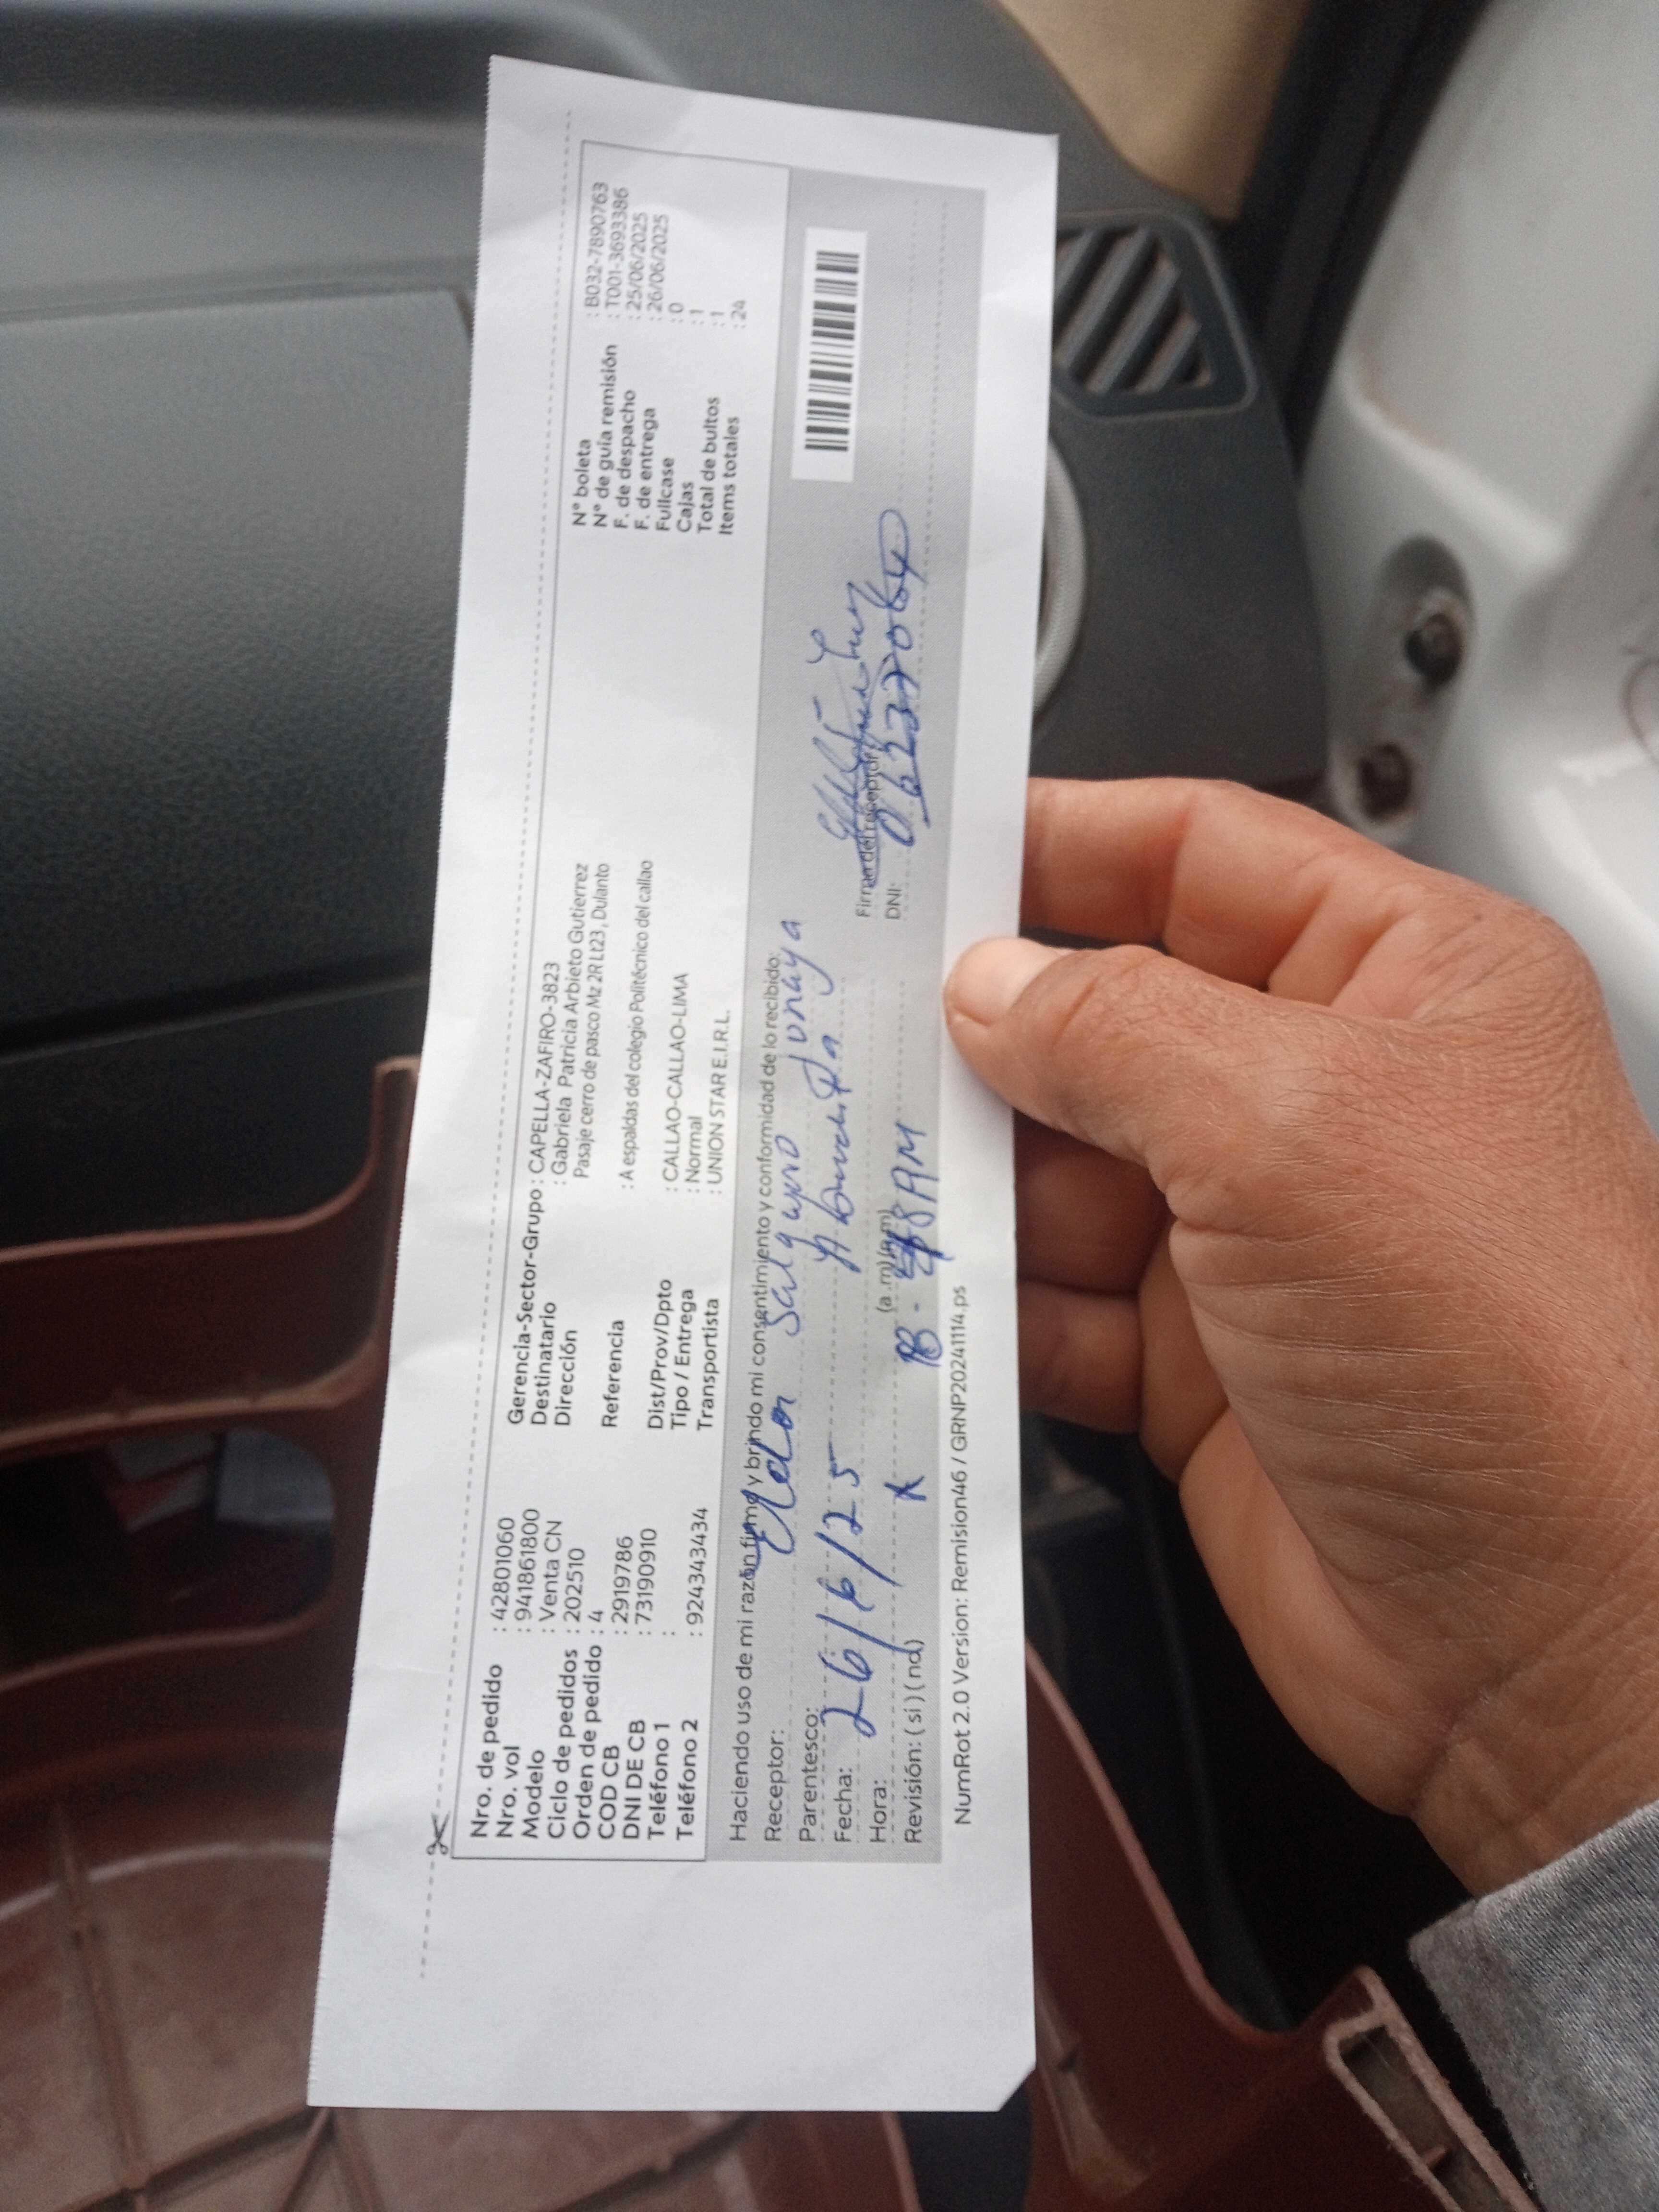 Nro. de pedido : 42801060
Nro. vol : 9418618​00
Modelo : Venta CN
Ciclo de pedidos : 202510
Orden de pedido : 4
COD CB : 2919786
DNI DE CB : 73190910
Teléfono 1 :
Teléfono 2 : 924343434
Gerencia-Sector-Grupo : CAPELLA-ZAFIRO-3823
Destinatario : Gabriela Patricia Arbieto Gutierrez
Dirección Pasaje cerro de pasco Mz 2R Lt23, Dulanto
Referencia : A espaldas del colegio Politécnico del callao
Dist/Prov/Dpto : CALLAO-CALLAO-LIMA
Tipo / Entrega : Normal
Transportista : UNION STAR E.I.R.L.
N° boleta : B032-7890763
N° de guía remisión : T001-3693386
F. de despacho : 25/06/2025
F. de entrega : 26/06/2025
Fullcase : 0
Cajas : 1
Total de bultos : 1
Items totales : 24
Haciendo uso de mi razón firmo y brindo mi consentimiento y conformidad de lo recibido:
Receptor:
Parentesco:
Fecha: 26/6/25
Hora: (a.m)(p.m) AM
Revisión: ( si ) ( no )
Firma del receptor
DNI:
NumRot 2.0 Version: Remision46 / GRNP20241114.ps